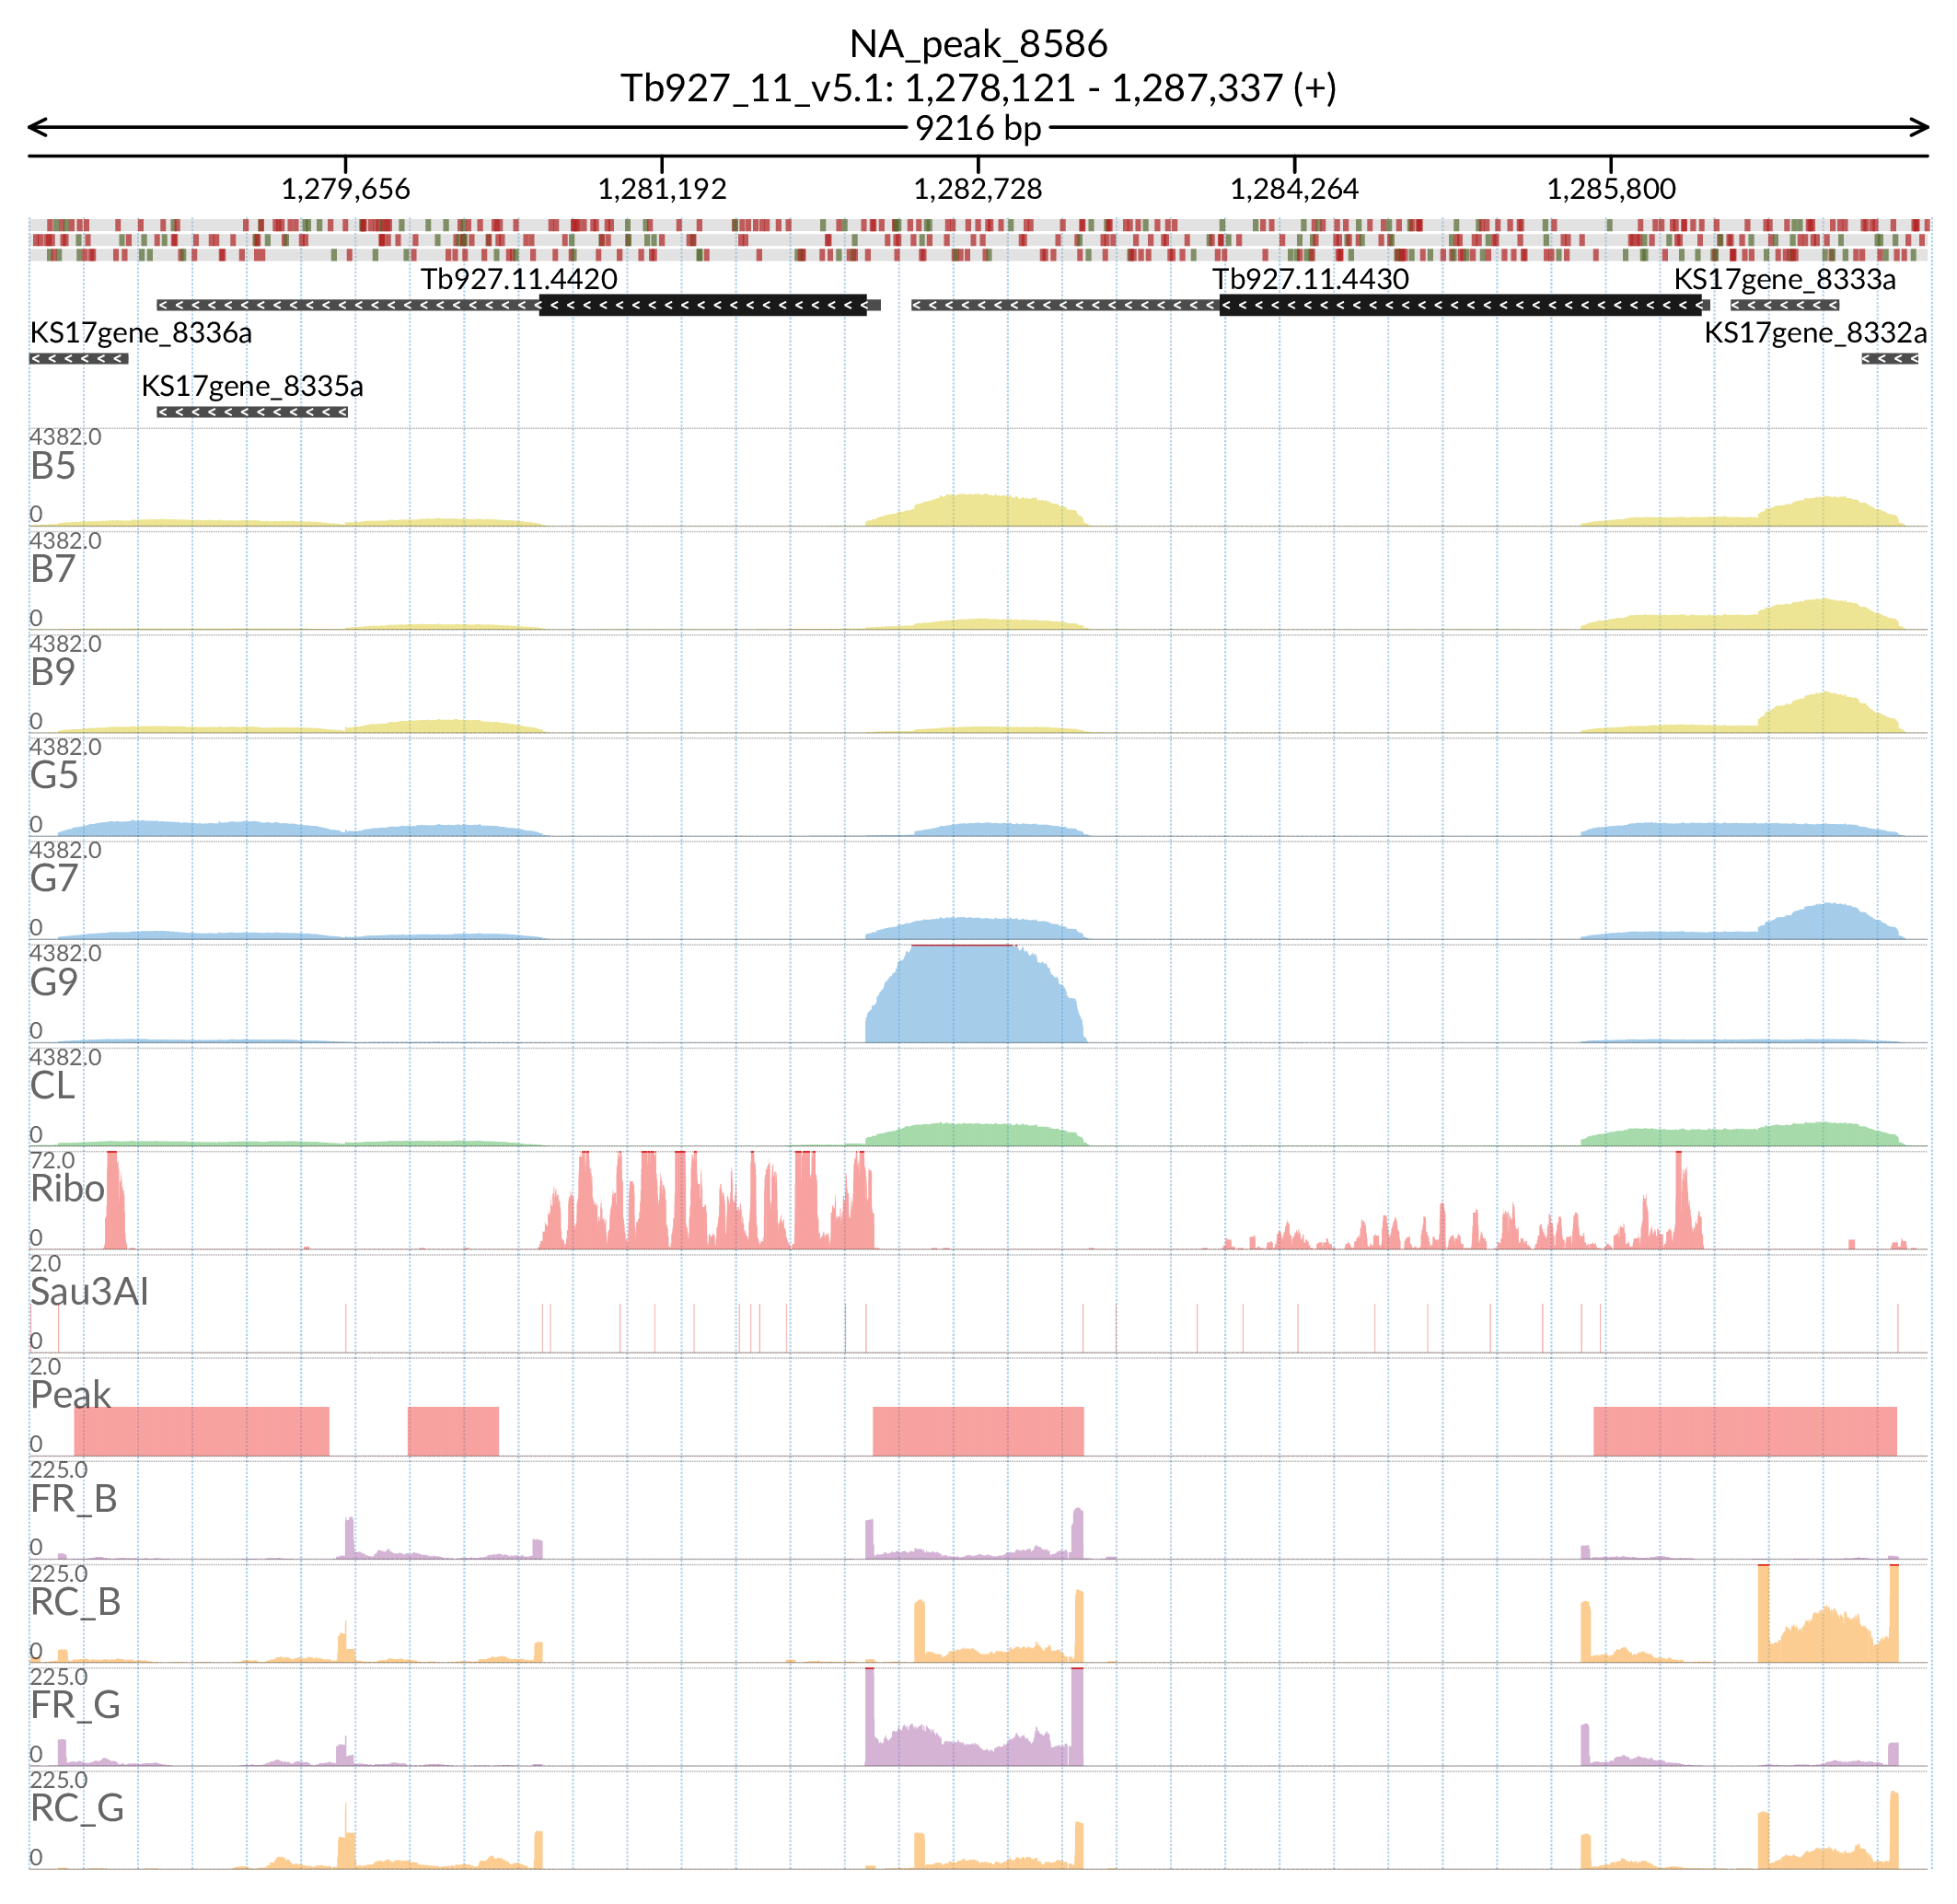 NA_peak_8586
Tb927_11_v5.1: 1,278,121 - 1,287,337 (+)
9216 bp
1,279,656 1,281,192 1,282,728 1,284,264 1,285,800
Tb927.11.4420 Tb927.11.4430 KS17gene_8333a
KS17gene_8336a KS17gene_8332a
KS17gene_8335a
4382.0
B5
0
4382.0
B7
0
4382.0
B9
0
4382.0
G5
0
4382.0
G7
0
4382.0
G9
0
4382.0
CL
0
72.0
Ribo
0
2.0
Sau3AI
0
2.0
Peak
0
225.0
FR_B
0
225.0
RC_B
0
225.0
FR_G
0
225.0
RC_G
0